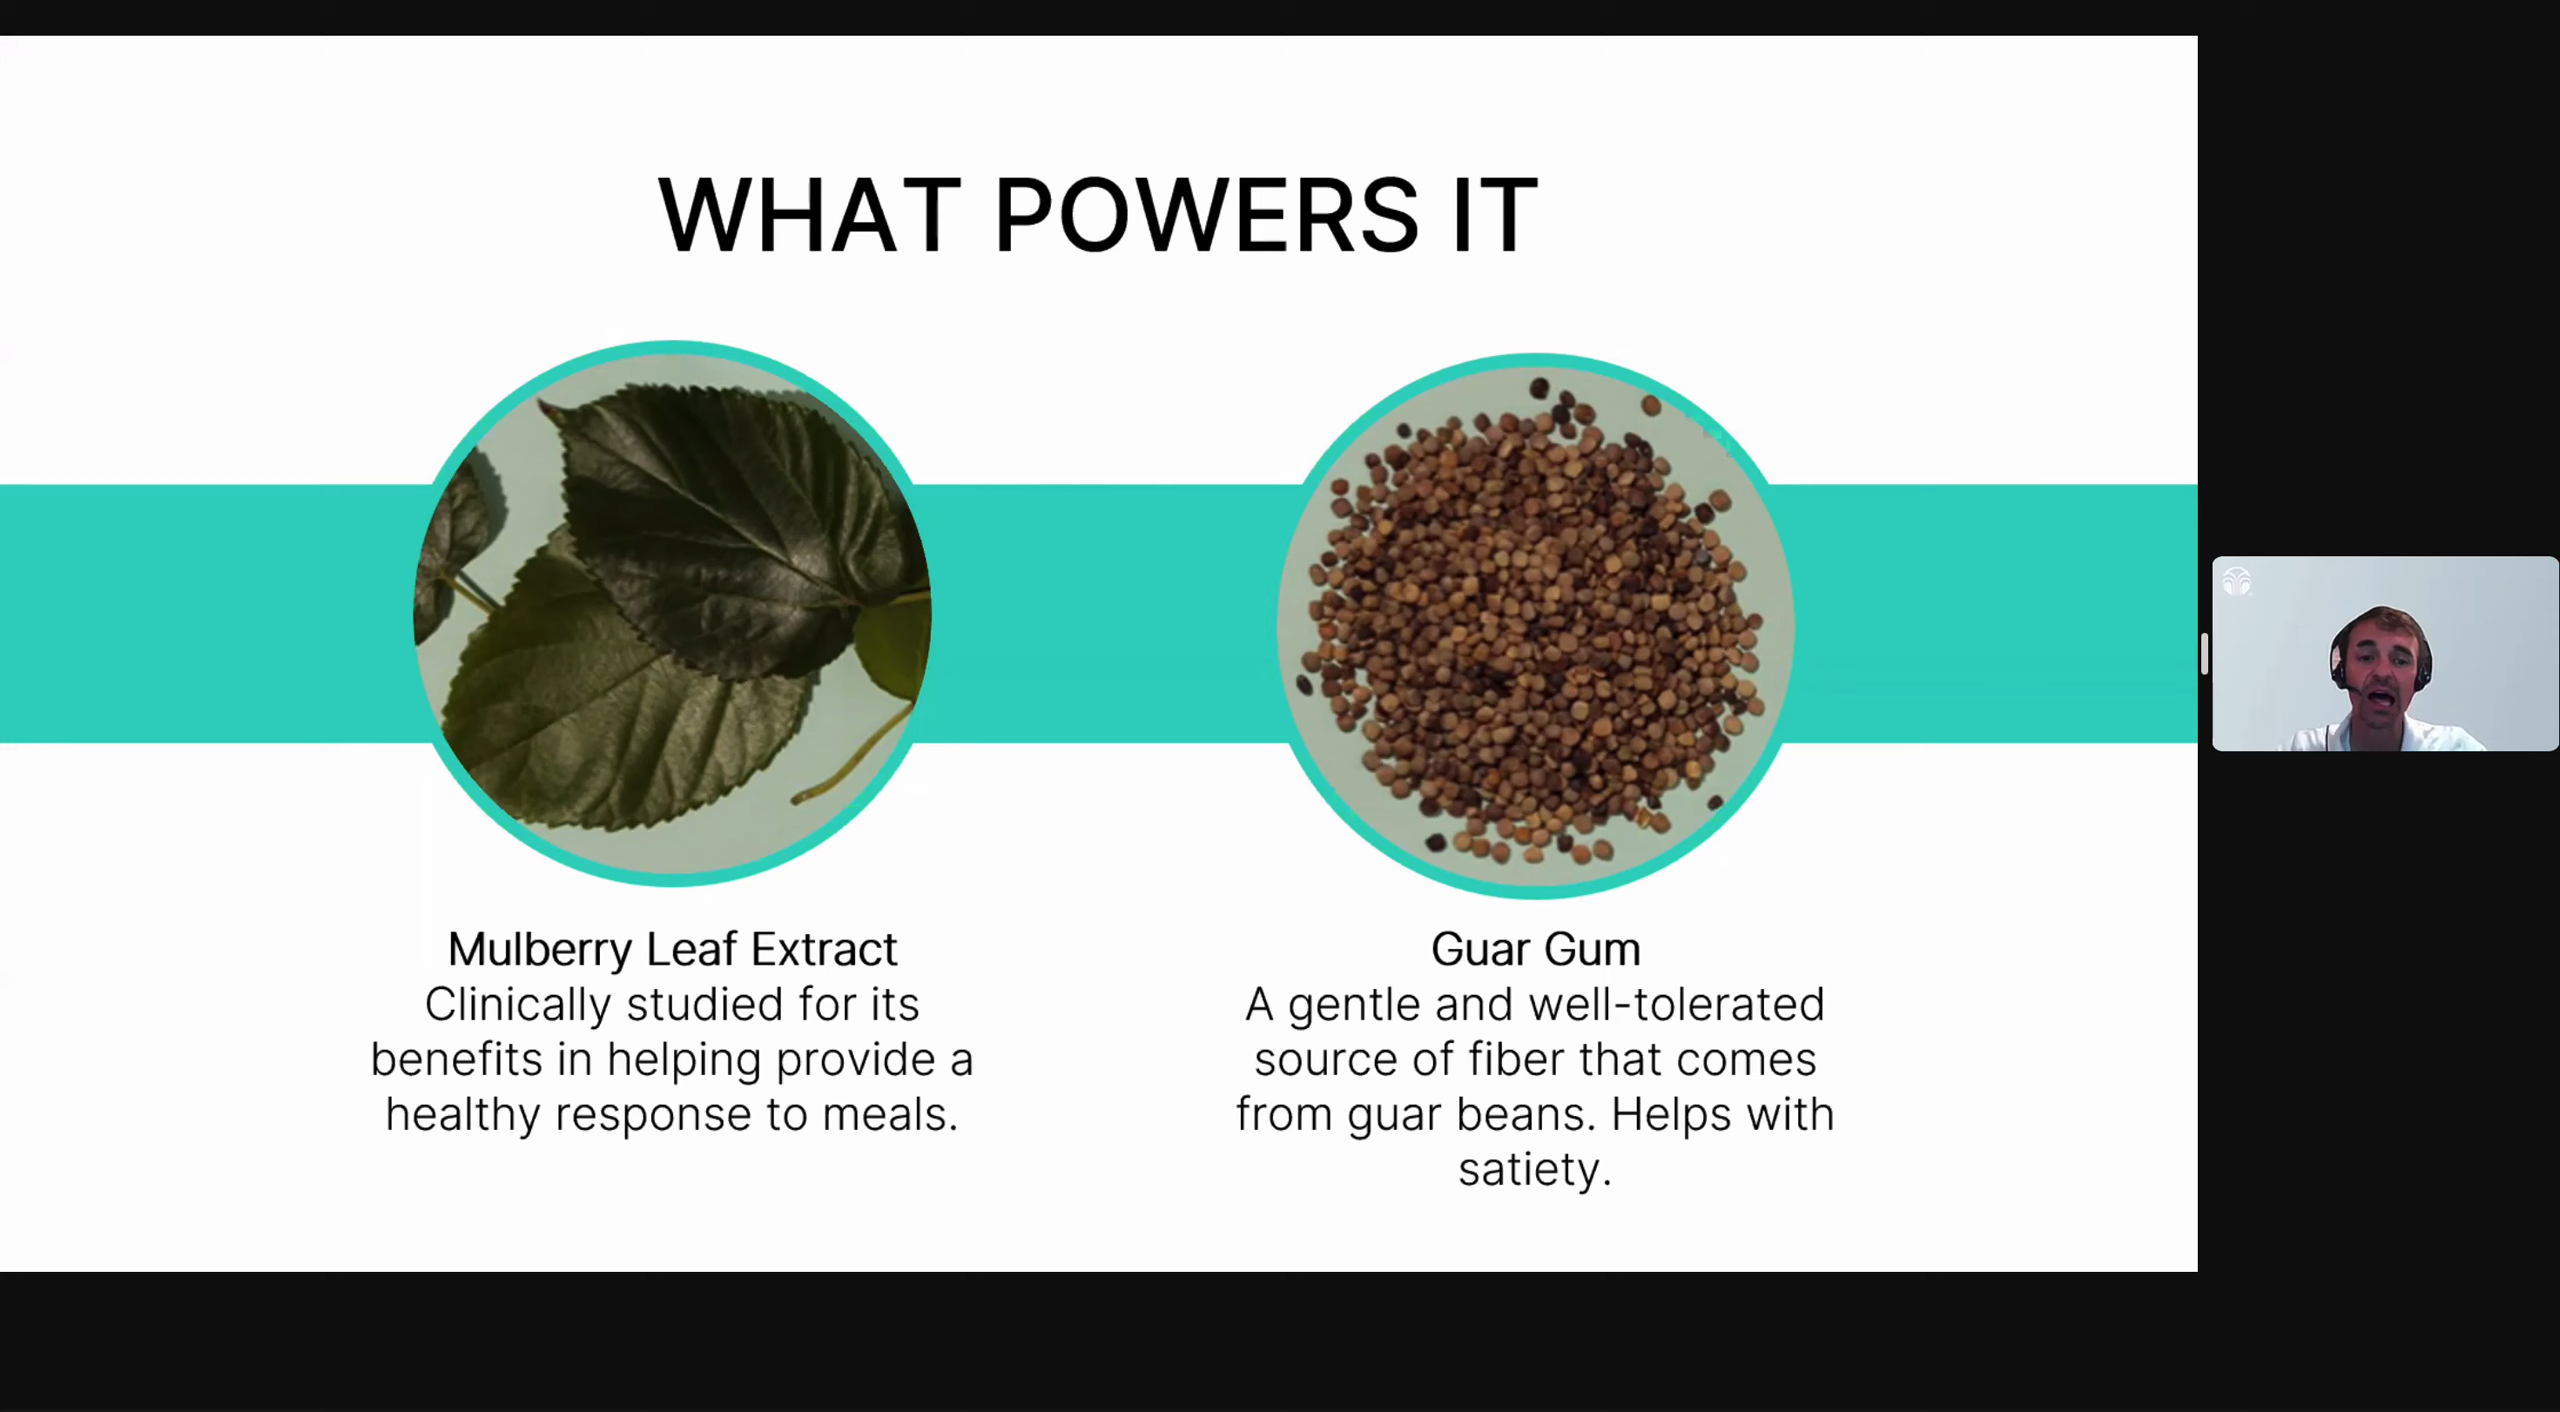 WHAT POWERS IT
Mulberry Leaf Extract
Clinically studied for its
benefits in helping provide a
healthy response to meals.
Guar Gum
A gentle and well-tolerated
source of fiber that comes
from guar beans. Helps with
satiety.